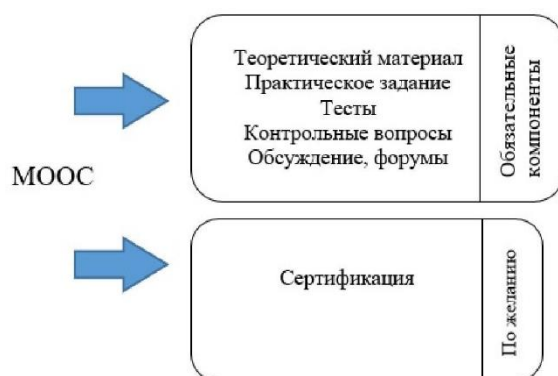 Теоретический материал
Практическое задание
Тесты
Контрольные вопросы
Обсуждение, форумы
Обязательные
компоненты
МООС
Сертификация
По желанию